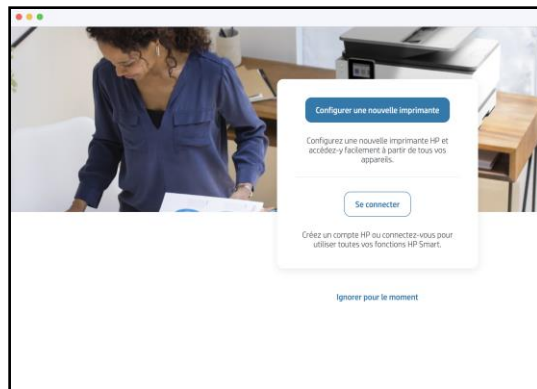 Configurer une nouvelle imprimante
Configurez une nouvelle imprimante HP et
accédez-y facilement à partir de tous vos
appareils.
Se connecter
Créez un compte HP ou connectez-vous pour
utiliser toutes vos fonctions HP Smart.
Ignorer pour le moment